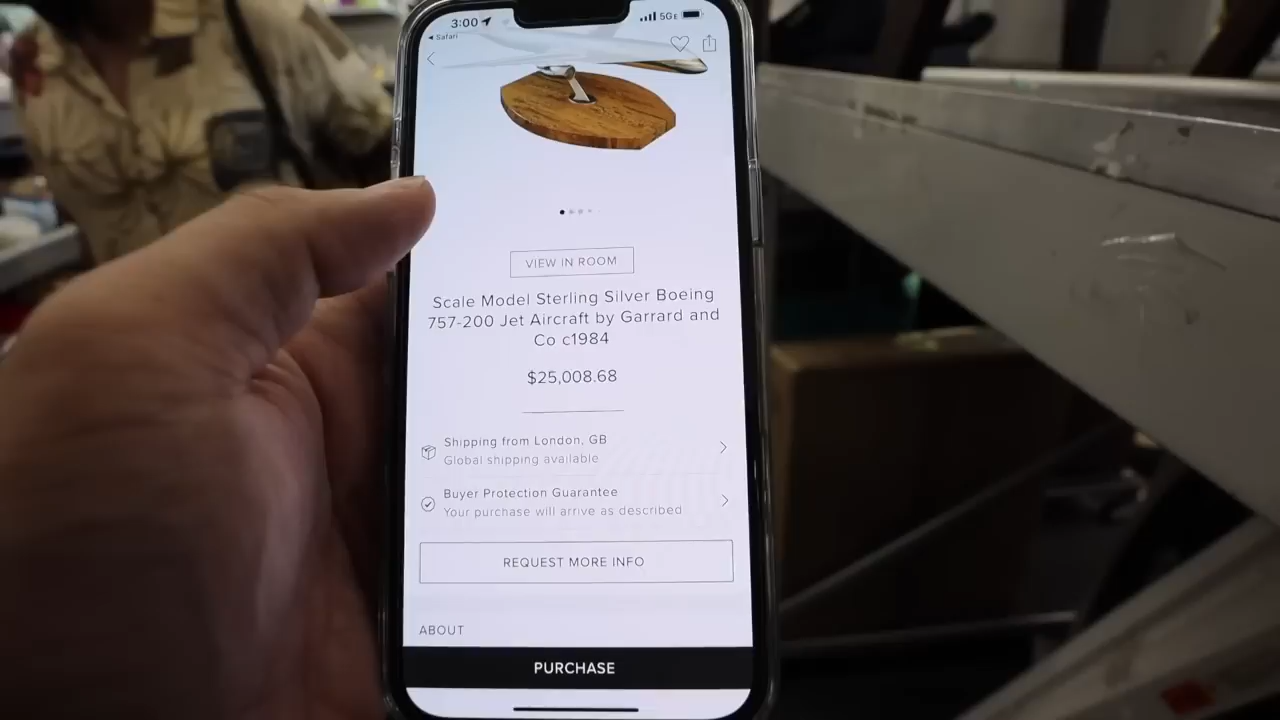 3:00
5GE
Safari
VIEW IN ROOM
Scale Model Sterling Silver Boeing
757-200 Jet Aircraft by Garrard and
Co c1984
$25,008.68
Shipping from London, GB
Global shipping available
Buyer Protection Guarantee
Your purchase will arrive as described
REQUEST MORE INFO
ABOUT
PURCHASE